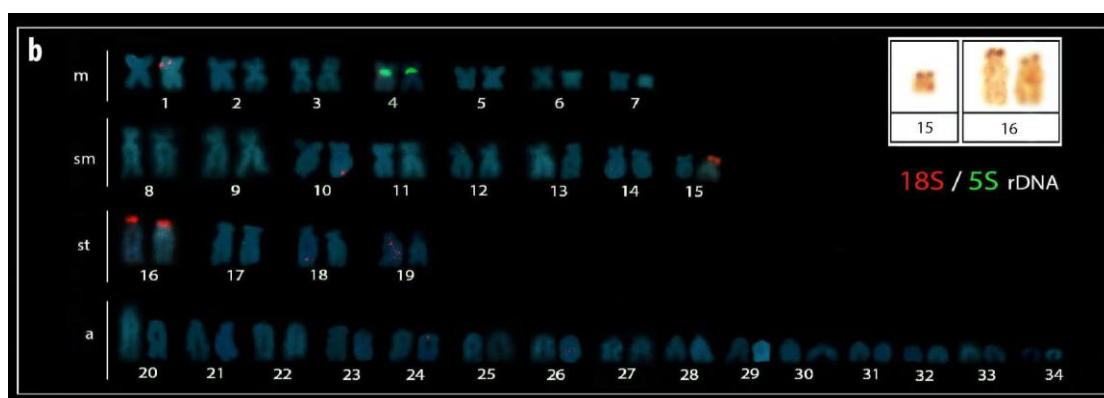 b
m
1 2 3 4 5 6 7
15 16
18S / 5S rDNA
sm
8 9 10 11 12 13 14 15
st
16 17 18 19
a
20 21 22 23 24 25 26 27 28 29 30 31 32 33 34